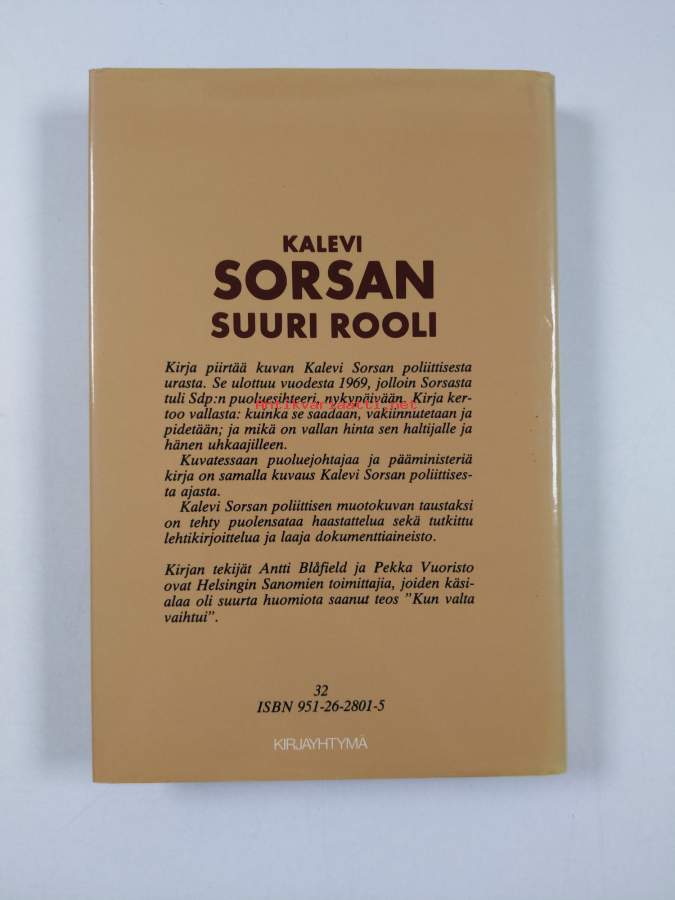 KALEVI
SORSAN
SUURI ROOLI
Kirja piirtää kuvan Kalevi Sorsan poliittisesta
urasta. Se ulottuu vuodesta 1969, jolloin Sorsasta
tuli Sdp:n puoluesihteeri, nykypäivään. Kirja ker-
too vallasta: kuinka se saadaan, vakiinnutetaan ja
Antikvariaatti.net
pidetään; ja mikä on vallan hinta sen haltijalle ja
hänen uhkaajilleen.
Kuvatessaan puoluejohtajaa ja pääministeriä
kirja on samalla kuvaus Kalevi Sorsan poliittises-
ta ajasta.
Kalevi Sorsan poliittisen muotokuvan taustaksi
on tehty puolensataa haastattelua sekä tutkittu
lehtikirjoittelua ja laaja dokumenttiaineisto.
Kirjan tekijät Antti Blåfield ja Pekka Vuoristo
ovat Helsingin Sanomien toimittajia, joiden käsi-
alaa oli suurta huomiota saanut teos "Kun valta
vaihtui".
32
ISBN 951-26-2801-5
KIRJAYHTYMÄ